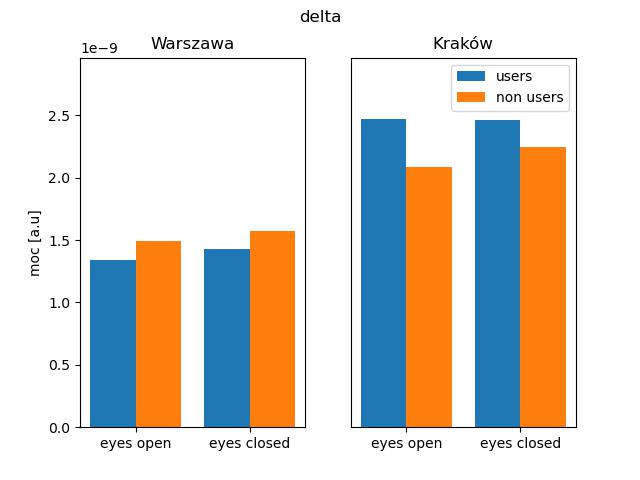 delta
1e−9
Warszawa
Kraków
users
non users
2.5
2.0
1.5
1.0
0.5
0.0
moc [a.u]
eyes open
eyes closed
eyes open
eyes closed